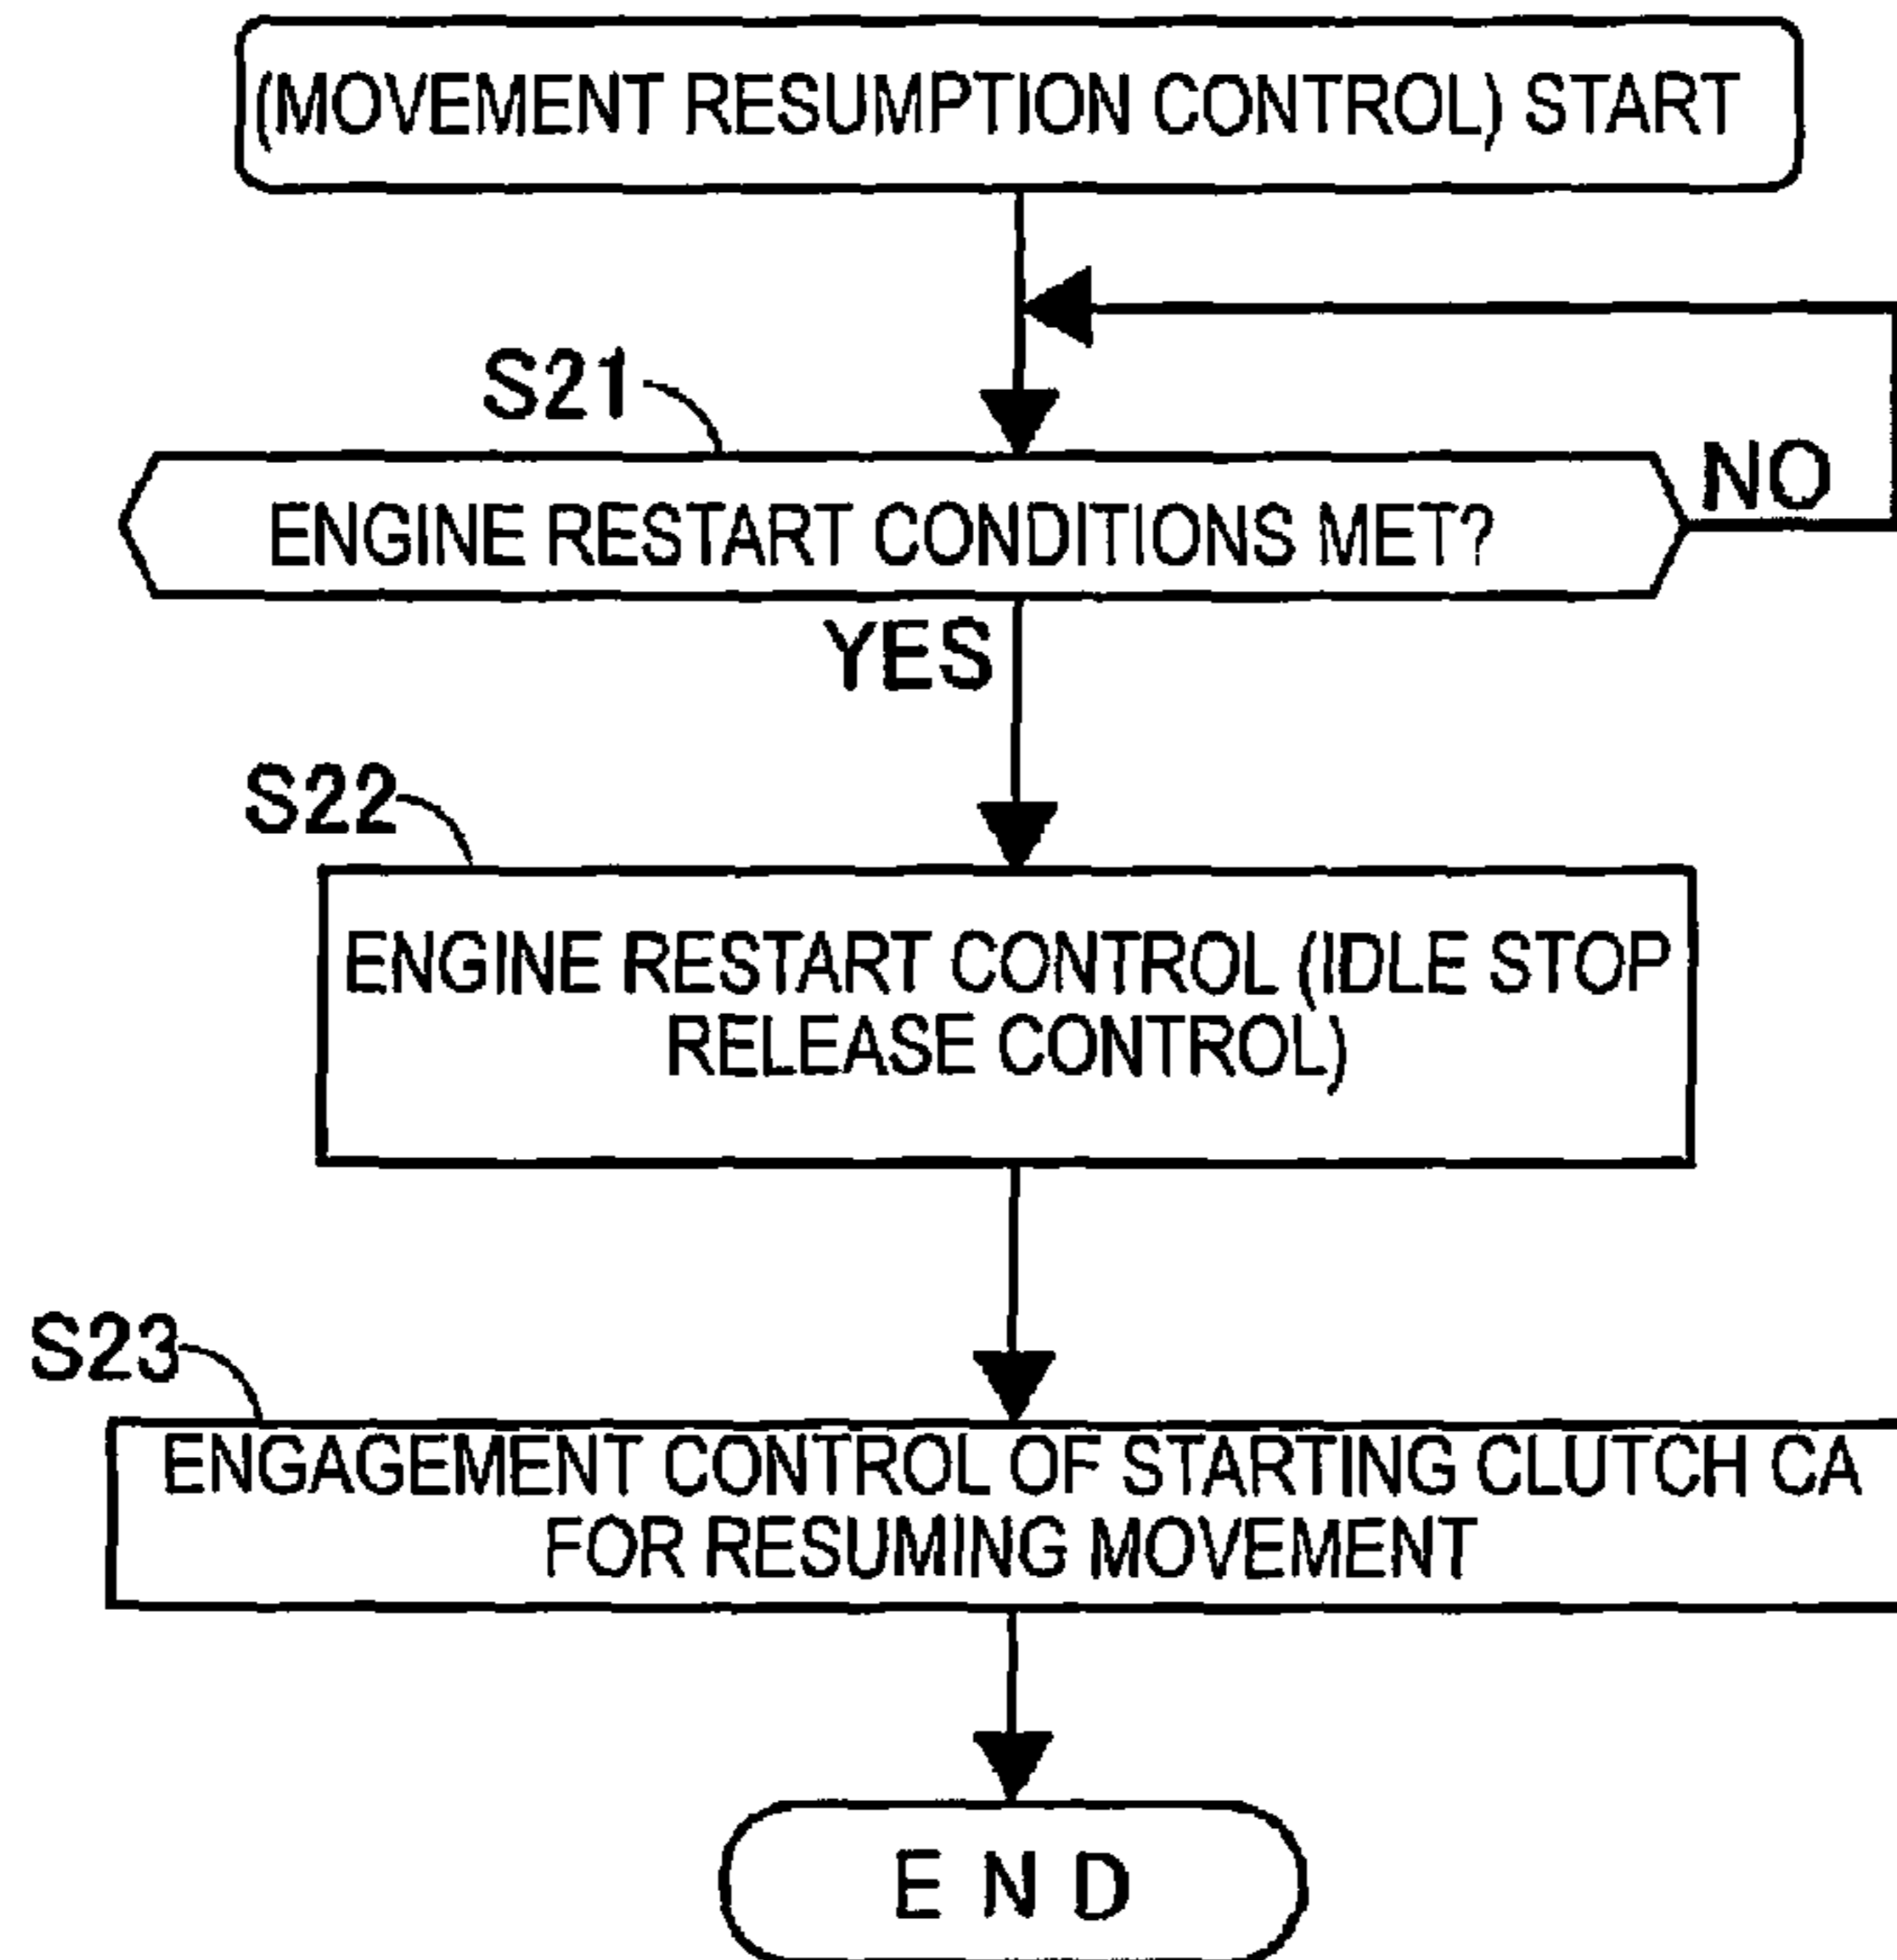 (MOVEMENT RESUMPTION CONTROL) START
S21
ENGINE RESTART CONDITIONS MET?
NO
YES
S22
ENGINE RESTART CONTROL (IDLE STOP
RELEASE CONTROL)
S23
ENGAGEMENT CONTROL OF STARTING CLUTCH CA
FOR RESUMING MOVEMENT
END